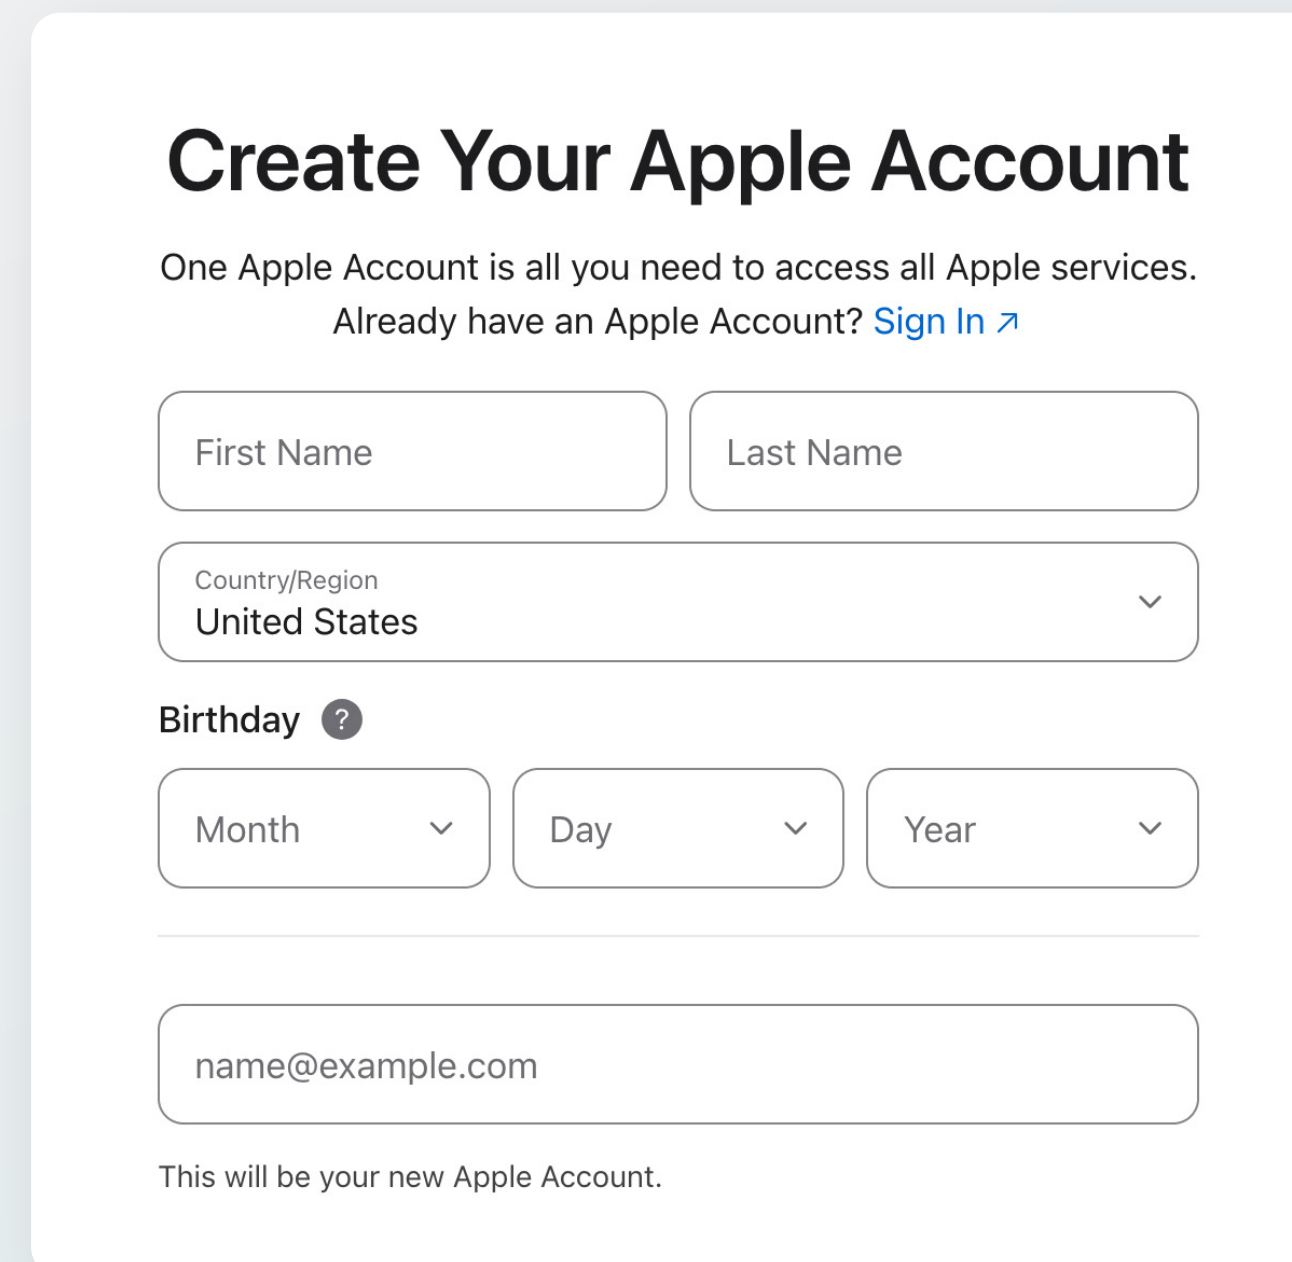 Create Your Apple Account
One Apple Account is all you need to access all Apple services.
Already have an Apple Account? Sign In ↗
First Name
Last Name
Country/Region
United States
Birthday ?
Month
Day
Year
name@example.com
This will be your new Apple Account.